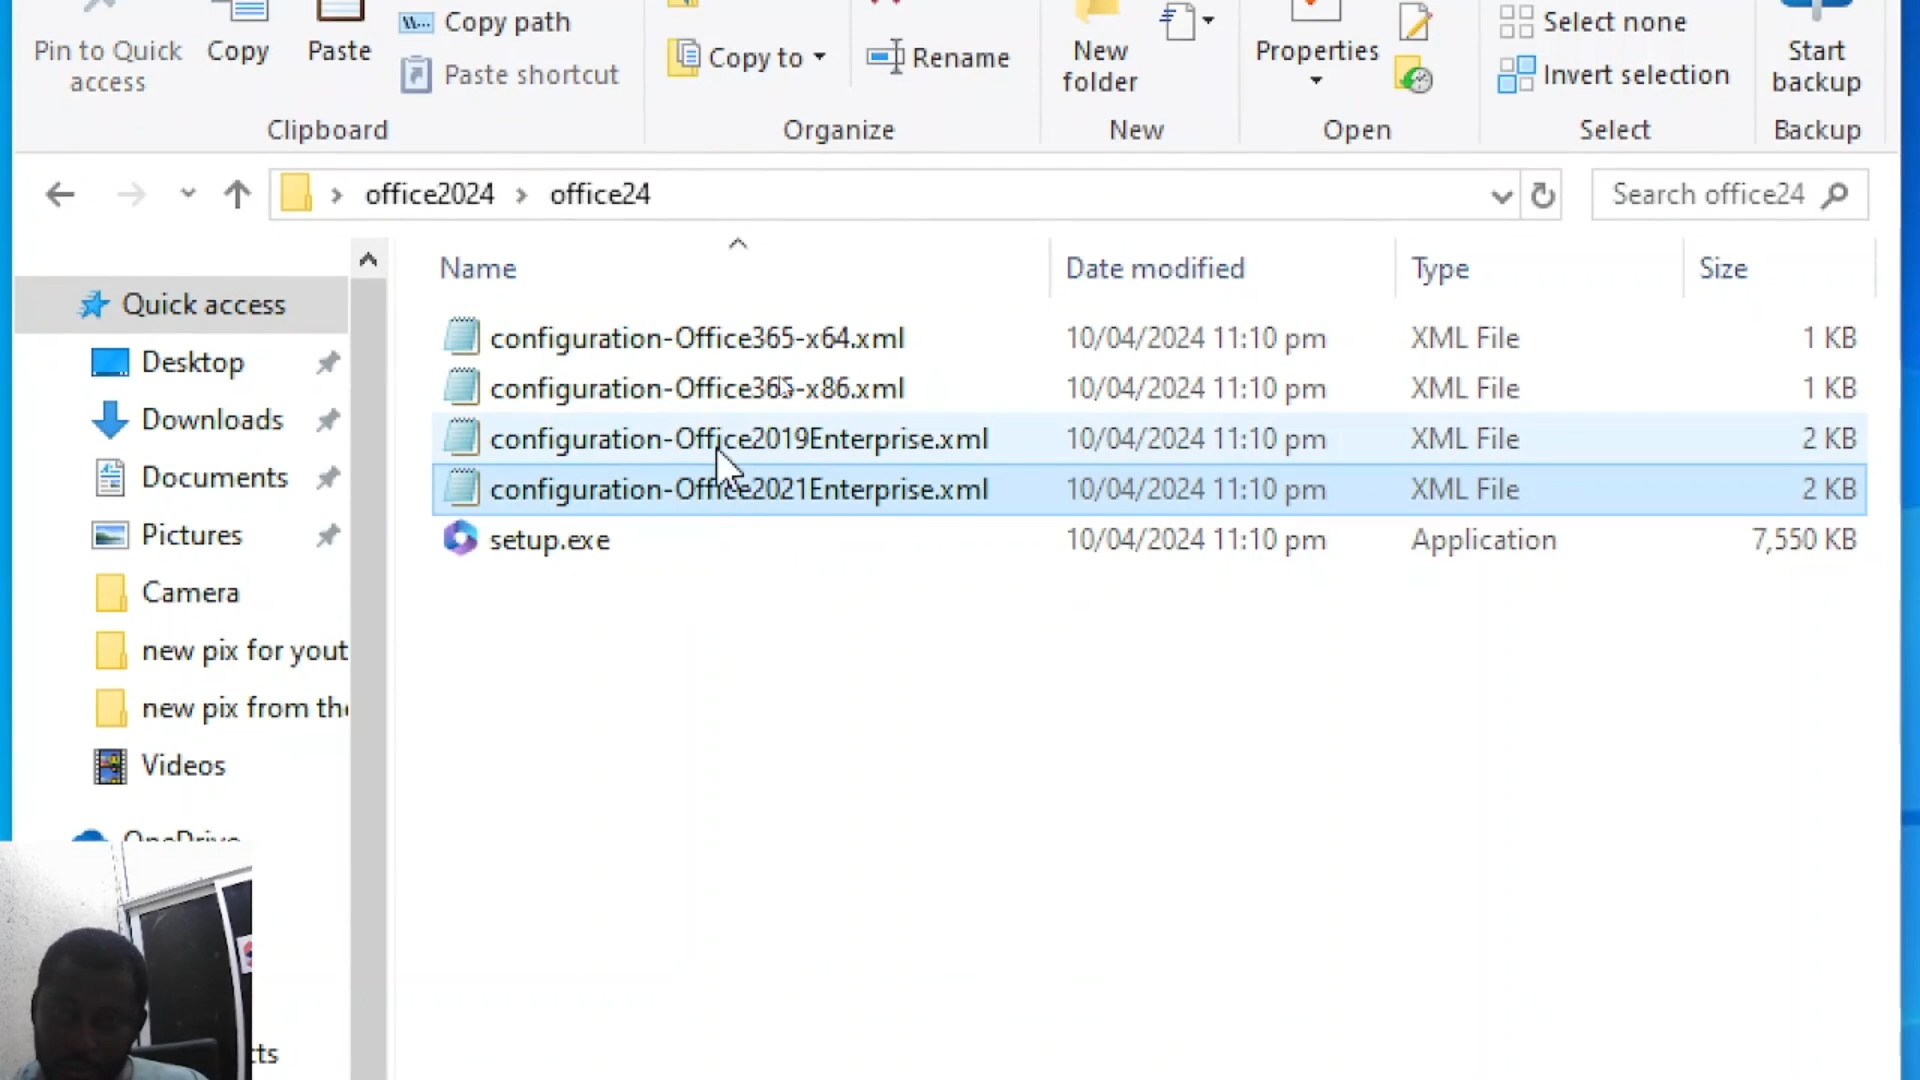 Pin to Quick
access
Copy
Paste
Copy path
Paste shortcut
Copy to
Rename
New
folder
Properties
Select none
Invert selection
Start
backup
Clipboard
Organize
New
Open
Select
Backup
office2024 > office24
Search office24
Name
Date modified
Type
Size
Quick access
Desktop
Downloads
Documents
Pictures
Camera
new pix for yout
new pix from the
Videos
OneDrive
cts
configuration-Office365-x64.xml 10/04/2024 11:10 pm XML File 1 KB
configuration-Office365-x86.xml 10/04/2024 11:10 pm XML File 1 KB
configuration-Office2019Enterprise.xml 10/04/2024 11:10 pm XML File 2 KB
configuration-Office2021Enterprise.xml 10/04/2024 11:10 pm XML File 2 KB
setup.exe 10/04/2024 11:10 pm Application 7,550 KB